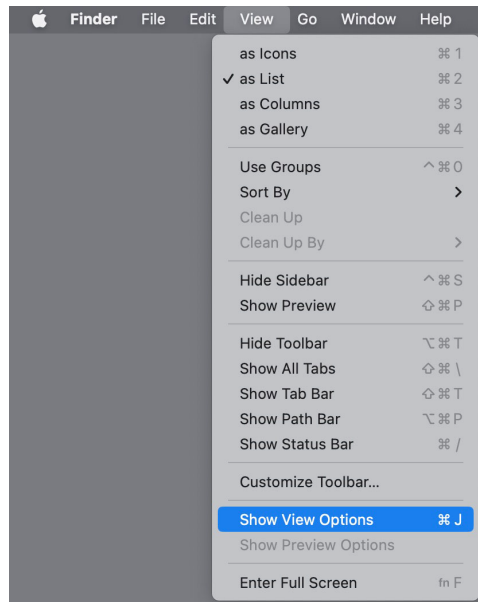 Finder File Edit View Go Window Help
as Icons ⌘ 1
✓ as List ⌘ 2
as Columns ⌘ 3
as Gallery ⌘ 4
Use Groups ^ ⌘ 0
Sort By >
Clean Up
Clean Up By >
Hide Sidebar ^ ⌘ S
Show Preview ⇧ ⌘ P
Hide Toolbar ⌥ ⌘ T
Show All Tabs ⇧ ⌘ \
Show Tab Bar ⇧ ⌘ T
Show Path Bar ⌥ ⌘ P
Show Status Bar ⌘ /
Customize Toolbar...
Show View Options ⌘ J
Show Preview Options
Enter Full Screen fn F